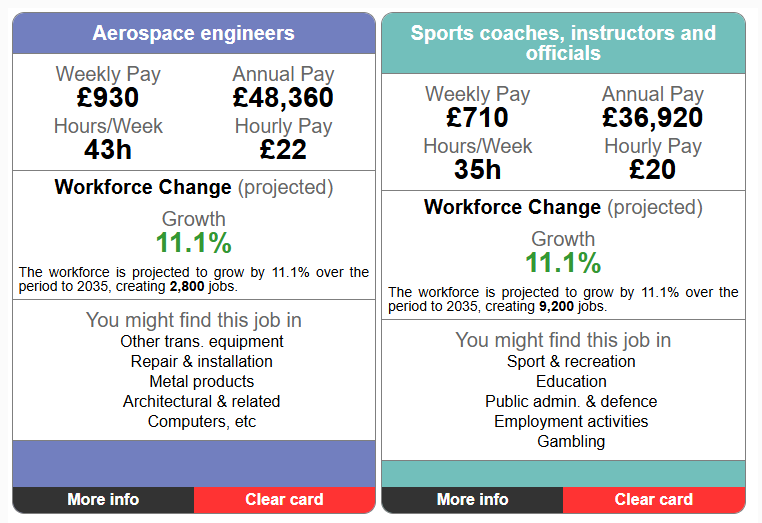 Aerospace engineers
Weekly Pay
£930
Annual Pay
£48,360
Hours/Week
43h
Hourly Pay
£22
Workforce Change (projected)
Growth
11.1%
The workforce is projected to grow by 11.1% over the
period to 2035, creating 2,800 jobs.
You might find this job in
Other trans. equipment
Repair & installation
Metal products
Architectural & related
Computers, etc
More info
Clear card
Sports coaches, instructors and
officials
Weekly Pay
£710
Annual Pay
£36,920
Hours/Week
35h
Hourly Pay
£20
Workforce Change (projected)
Growth
11.1%
The workforce is projected to grow by 11.1% over the
period to 2035, creating 9,200 jobs.
You might find this job in
Sport & recreation
Education
Public admin. & defence
Employment activities
Gambling
More info
Clear card